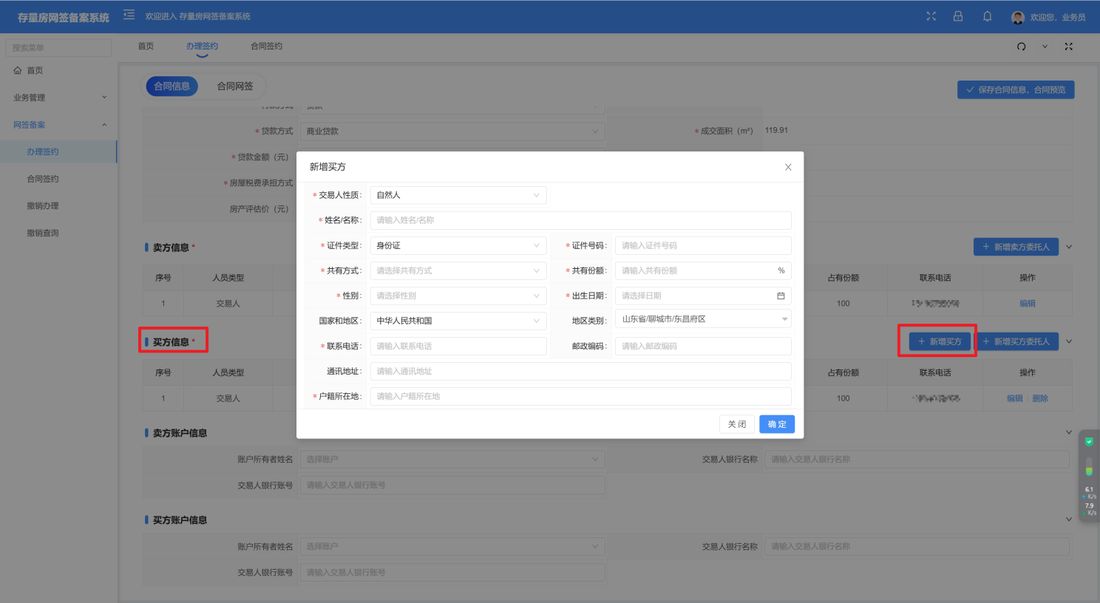 存量房网签备案系统 欢迎进入 存量房网签备案系统 欢迎您, 业务员
搜索菜单 首页 办理签约 合同签约
首页
业务管理
网签备案
办理签约
合同签约
撤销办理
撤销查询
合同信息 合同网签 保存合同信息、合同预览
* 贷款方式 商业贷款 * 成交面积 (m²) 119.91
* 贷款金额 (元)
* 房屋税费承担方式
房产评估价 (元)
卖方信息 * + 新增卖方委托人
序号 人员类型 占有份额 联系电话 操作
1 交易人 100 编辑
买方信息 * + 新增买方 + 新增买方委托人
序号 人员类型 占有份额 联系电话 操作
1 交易人 100 编辑 删除
卖方账户信息
账户所有者姓名 选择账户 交易人银行名称 请输入交易人银行名称
交易人银行账号 请输入交易人银行账号
买方账户信息
账户所有者姓名 选择账户 交易人银行名称 请输入交易人银行名称
交易人银行账号 请输入交易人银行账号
新增买方
* 交易人性质: 自然人
* 姓名/名称: 请输入姓名/名称
* 证件类型: 身份证 * 证件号码: 请输入证件号码
* 共有方式: 请选择共有方式 * 共有份额: 请输入共有份额 %
* 性别: 请选择性别 * 出生日期: 请选择日期
国家和地区: 中华人民共和国 地区类别: 山东省/聊城市/东昌府区
* 联系电话: 请输入联系电话 邮政编码: 请输入邮政编码
通讯地址: 请输入通讯地址
* 户籍所在地: 请输入户籍所在地
关闭 确定
6.1
K/s
7.9
K/s